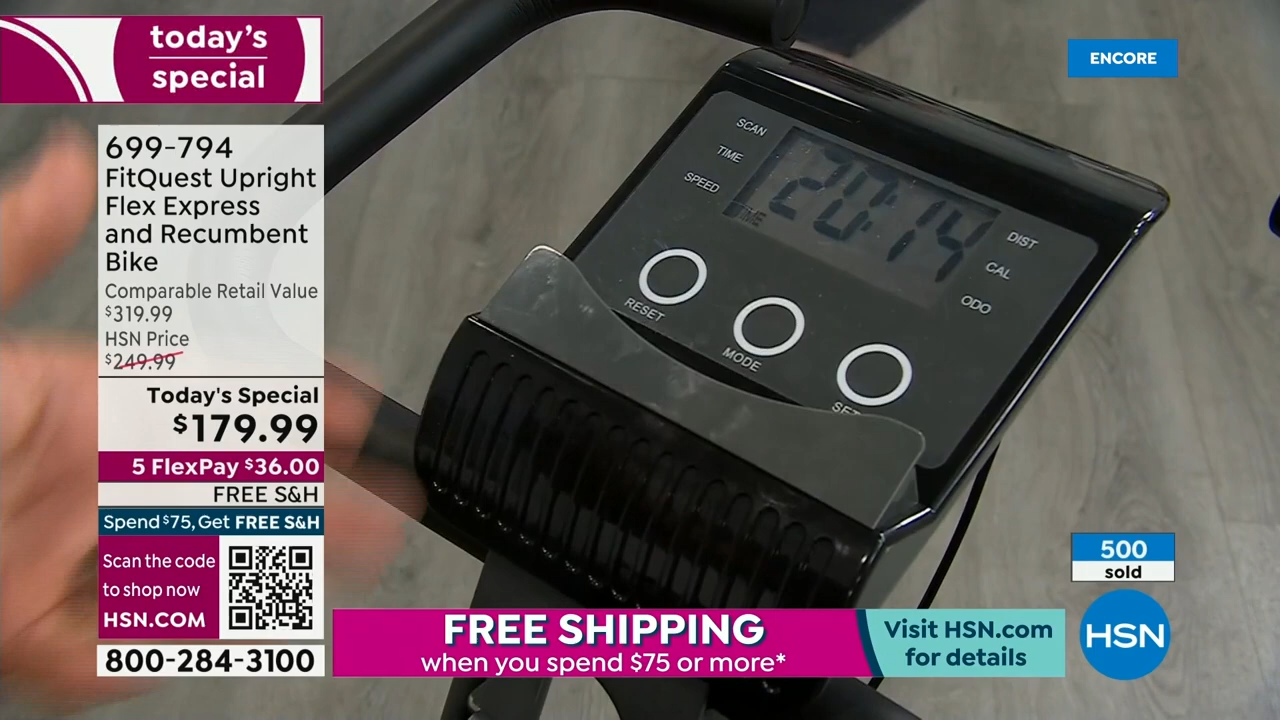 today's
special
ENCORE
699-794
FitQuest Upright
Flex Express
and Recumbent
Bike
Comparable Retail Value
$319.99
HSN Price
$249.99
Today's Special
$179.99
5 FlexPay $36.00
FREE S&H
Spend $75, Get FREE S&H
Scan the code
to shop now
HSN.COM
800-284-3100
SCAN
TIME
SPEED
20:14
TIME
DIST
CAL
ODO
RESET
MODE
SET
500
sold
HSN
FREE SHIPPING
when you spend $75 or more*
Visit HSN.com
for details